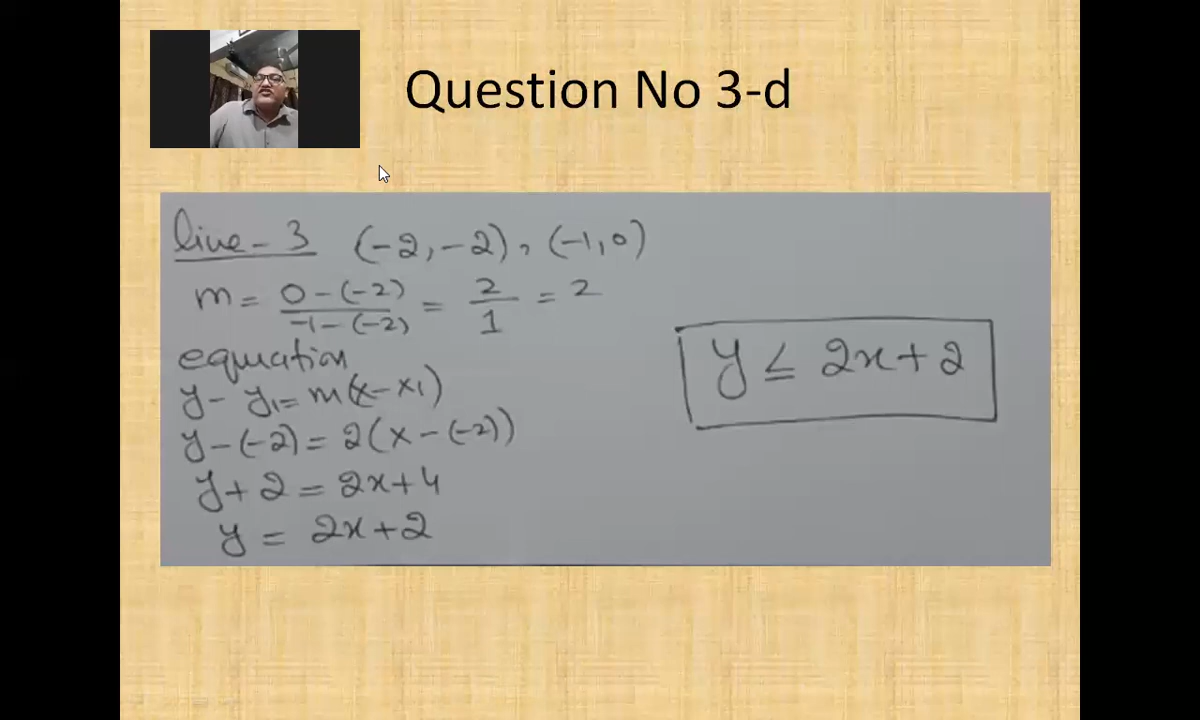 Question No 3-d
line - 3 (-2, -2), (-1, 0)
m = 0 - (-2) / -1 - (-2) = 2 / 1 = 2
equation
y - y₁ = m(x - x₁)
y - (-2) = 2(x - (-2))
y + 2 = 2x + 4
y = 2x + 2
y ≤ 2x + 2